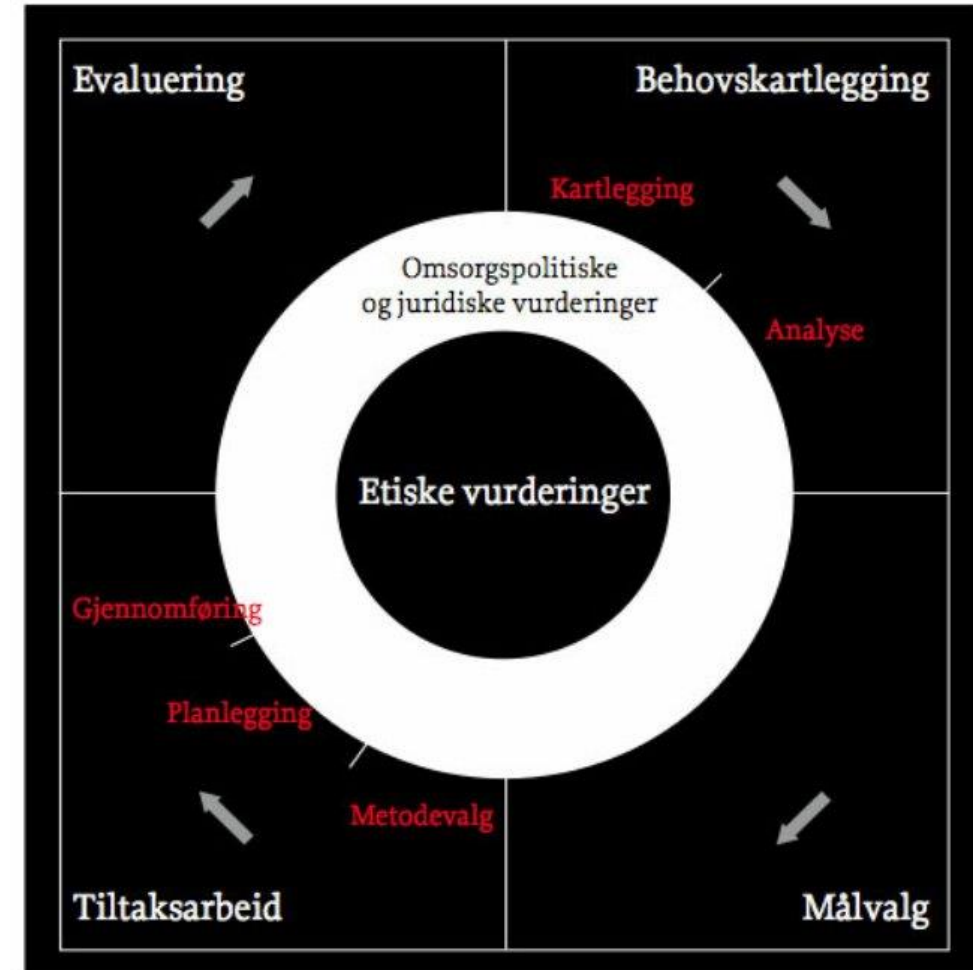 Evaluering
Behovskartlegging
Kartlegging
Omsorgspolitiske
og juridiske vurderinger
Analyse
Etiske vurderinger
Gjennomføring
Planlegging
Metodevalg
Tiltaksarbeid
Målvalg